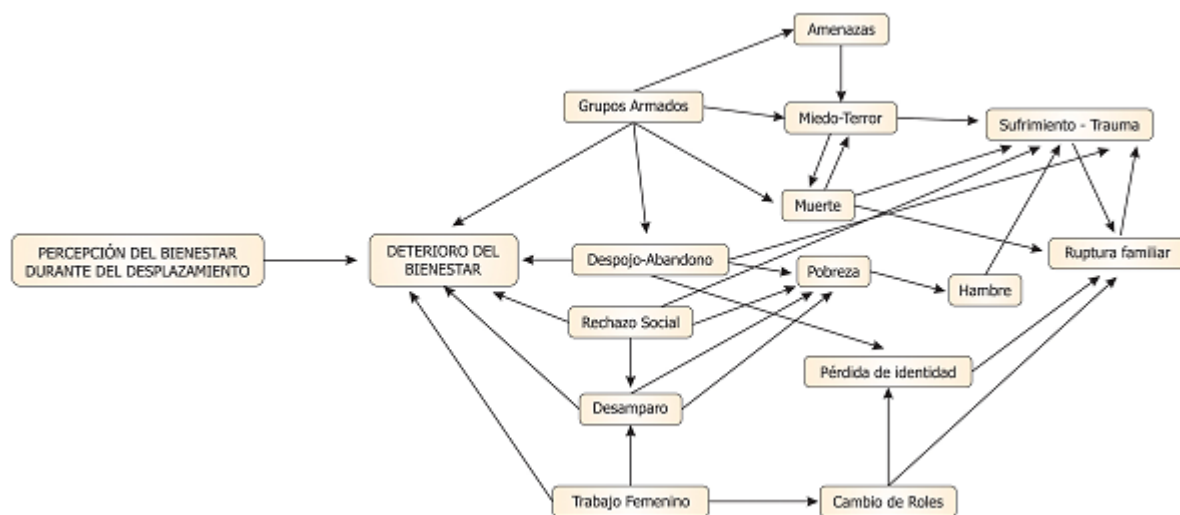 Amenazas
Grupos Armados
Miedo-Terror
Sufrimiento - Trauma
Muerte
PERCEPCIÓN DEL BIENESTAR
DURANTE DEL DESPLAZAMIENTO
DETERIORO DEL
BIENESTAR
Despojo-Abandono
Pobreza
Ruptura familiar
Hambre
Rechazo Social
Pérdida de identidad
Desamparo
Trabajo Femenino
Cambio de Roles